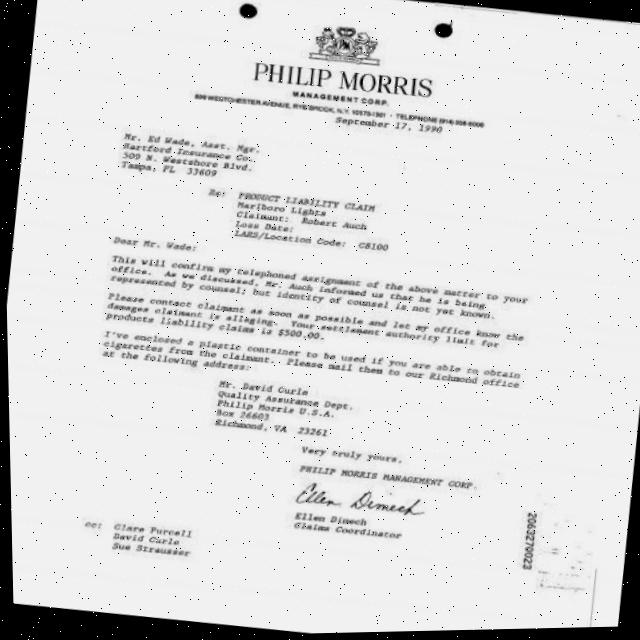 PHILIP MORRIS
MANAGEMENT CORP.
WESTCHESTER AVENUE, RYE BROOK, N.Y. TELEPHONE
September 17, 1990
Mr. Ed Wade, Asst. Mgr.
Hartford Insurance Co.
509 N. Westshore Blvd.
Tampa, FL 33609
Re: PRODUCT LIABILITY CLAIM
Marlboro Lights
Claimant: Robert Auch
Loss Date:
LARS/Location Code: C8100
Dear Mr. Wade:
This will confirm my telephoned assignment of the above matter to your
office. As we discussed, Mr. Auch informed us that he is being
represented by counsel; but identity of counsel is not yet known.
Please contact claimant as soon as possible and let my office know the
damages claimant is alleging. Your settlement authority limit for
products liability claims is $500.00.
I've enclosed a plastic container to be used if you are able to obtain
cigarettes from the claimant. Please mail them to our Richmond office
at the following address:
Mr. David Curle
Quality Assurance Dept.
Philip Morris U.S.A.
Box 26603
Richmond, VA 23261
Very truly yours,
PHILIP MORRIS MANAGEMENT CORP.
Ellen Dimech
Ellen Dimech
Claims Coordinator
cc: Clare Purcell
David Curle
Sue Strausser
2063270023